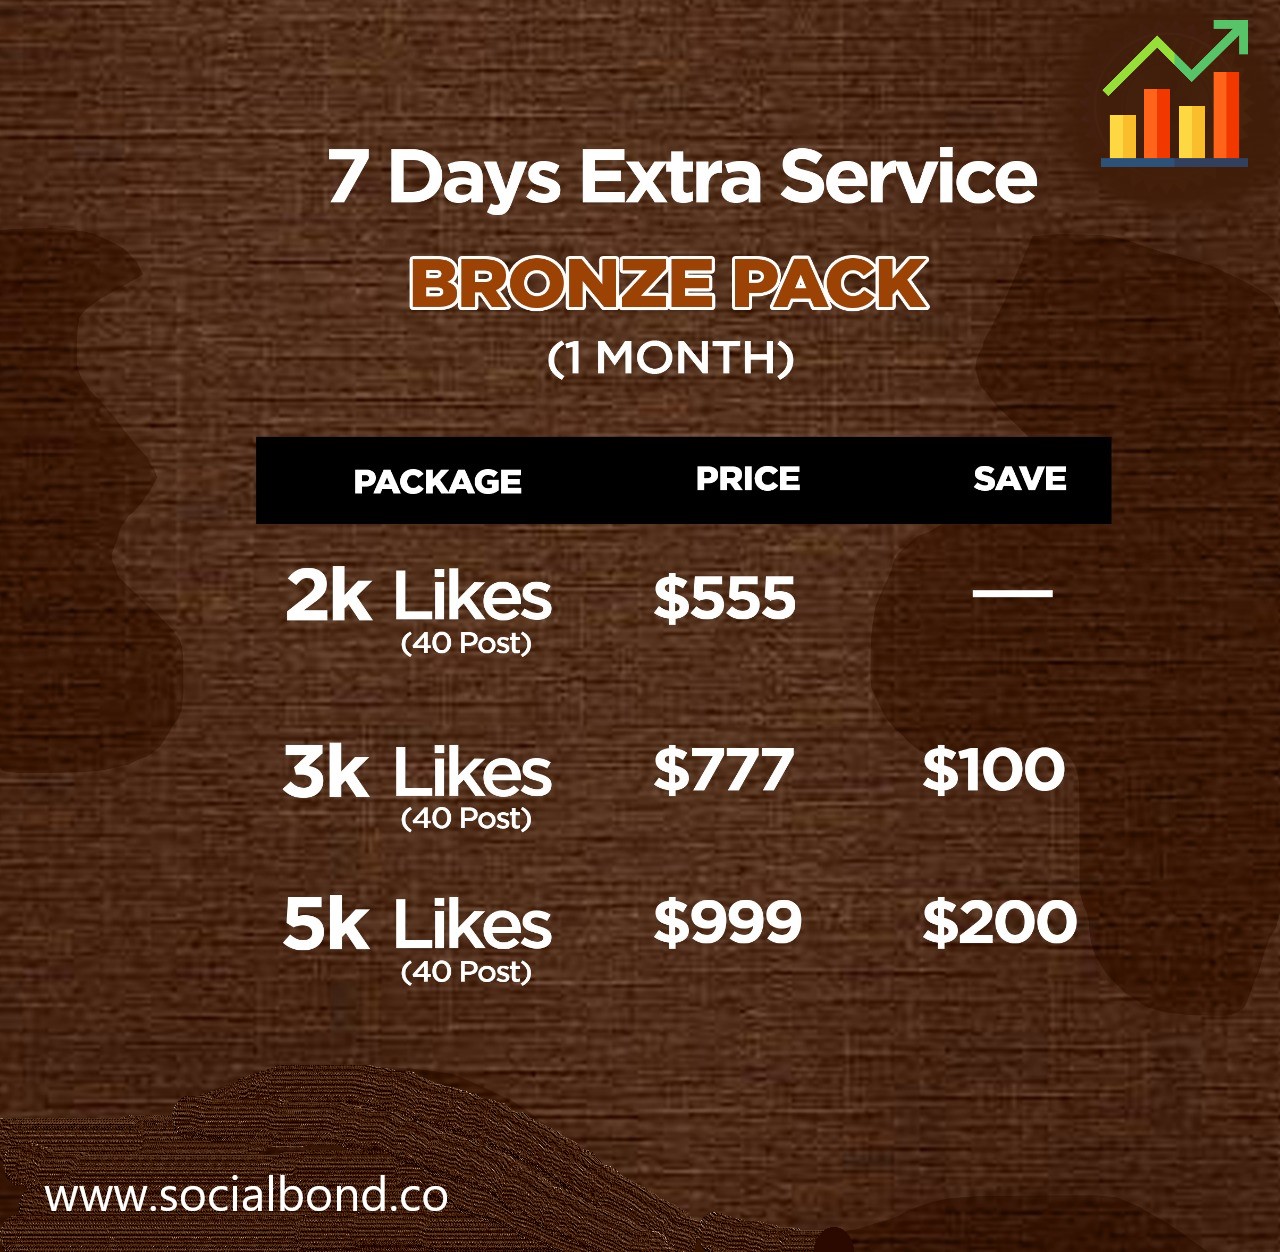 7 Days Extra Service
BRONZE PACK
(1 MONTH)
PACKAGE PRICE SAVE
2k Likes $555 —
(40 Post)
3k Likes $777 $100
(40 Post)
5k Likes $999 $200
(40 Post)
www.socialbond.co